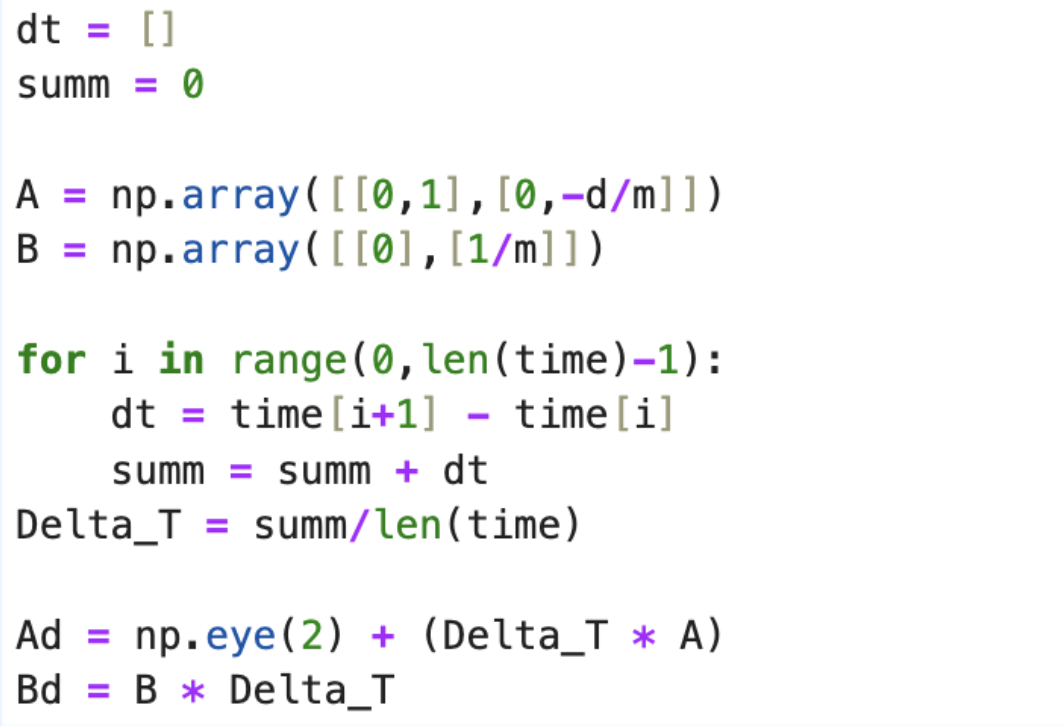 dt = []
summ = 0
A = np.array([[0,1],[0,-d/m]])
B = np.array([[0],[1/m]])
for i in range(0,len(time)-1):
    dt = time[i+1] - time[i]
    summ = summ + dt
Delta_T = summ/len(time)
Ad = np.eye(2) + (Delta_T * A)
Bd = B * Delta_T